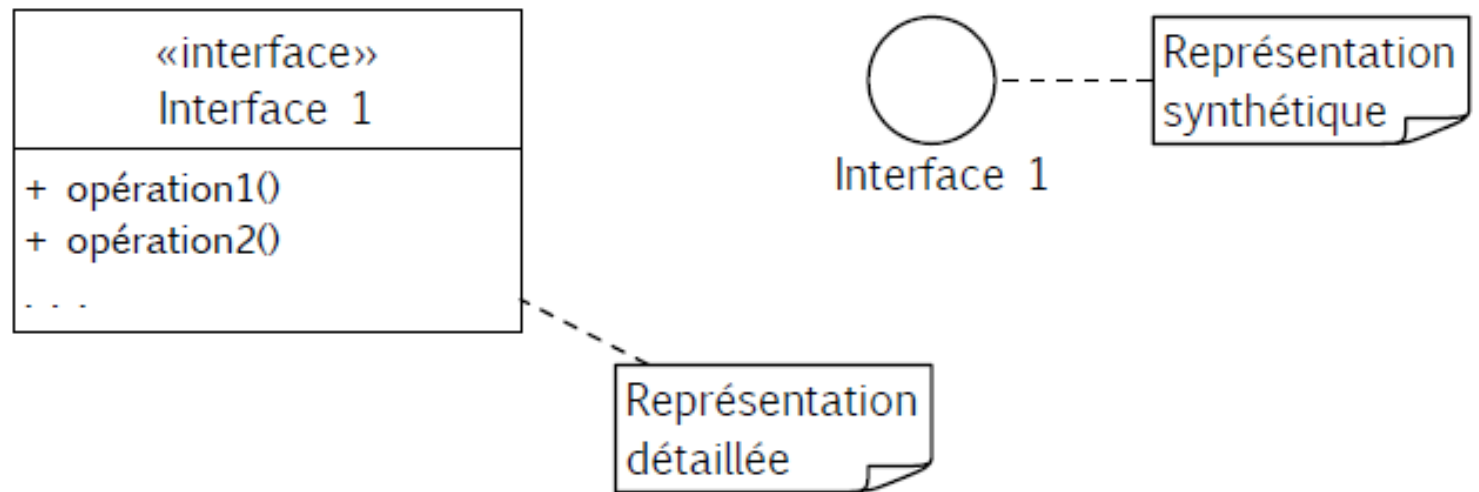 «interface»
Interface 1
+ opération1()
+ opération2()
. . .
Représentation
détaillée
Interface 1
Représentation
synthétique